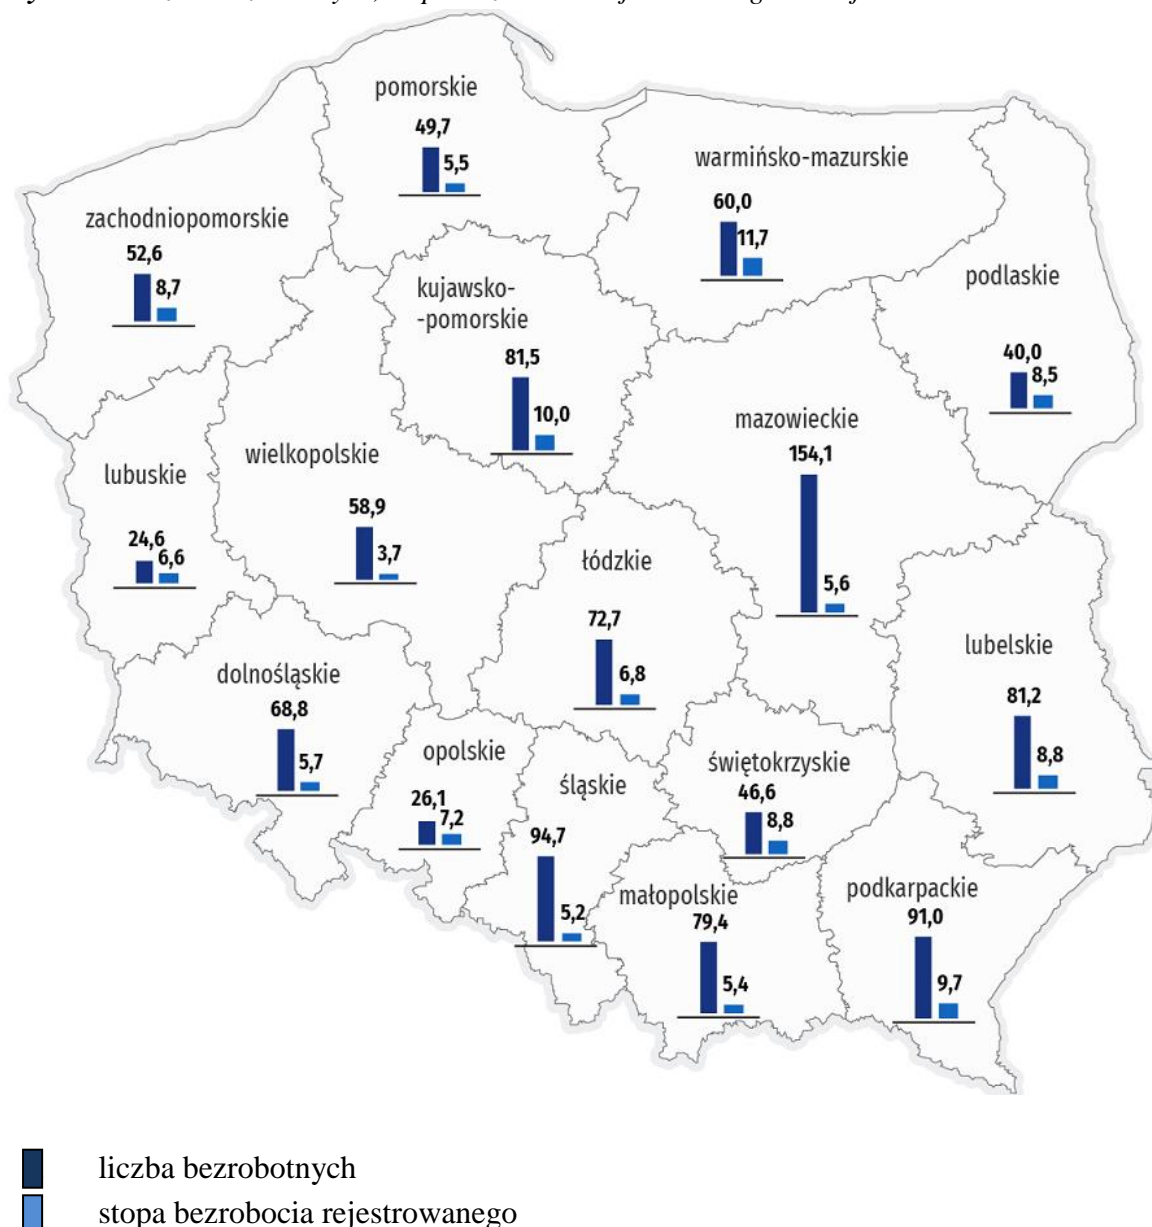 pomorskie
49,7
5,5
warmińsko-mazurskie
60,0
11,7
zachodniopomorskie
52,6
8,7
kujawsko-
-pomorskie
81,5
10,0
podlaskie
40,0
8,5
mazowieckie
154,1
5,6
lubuskie
24,6
6,6
wielkopolskie
58,9
3,7
łódzkie
72,7
6,8
lubelskie
81,2
8,8
dolnośląskie
68,8
5,7
opolskie
26,1
7,2
śląskie
94,7
5,2
świętokrzyskie
46,6
8,8
małopolskie
79,4
5,4
podkarpackie
91,0
9,7
liczba bezrobotnych
stopa bezrobocia rejestrowanego